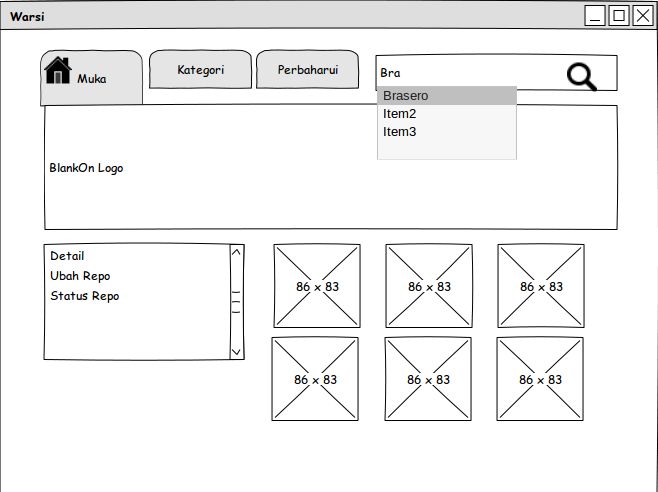 Warsi
Muka
Kategori
Perbaharui
Bra
Brasero
Item2
Item3
BlankOn Logo
Detail
Ubah Repo
Status Repo
86 x 83
86 x 83
86 x 83
86 x 83
86 x 83
86 x 83